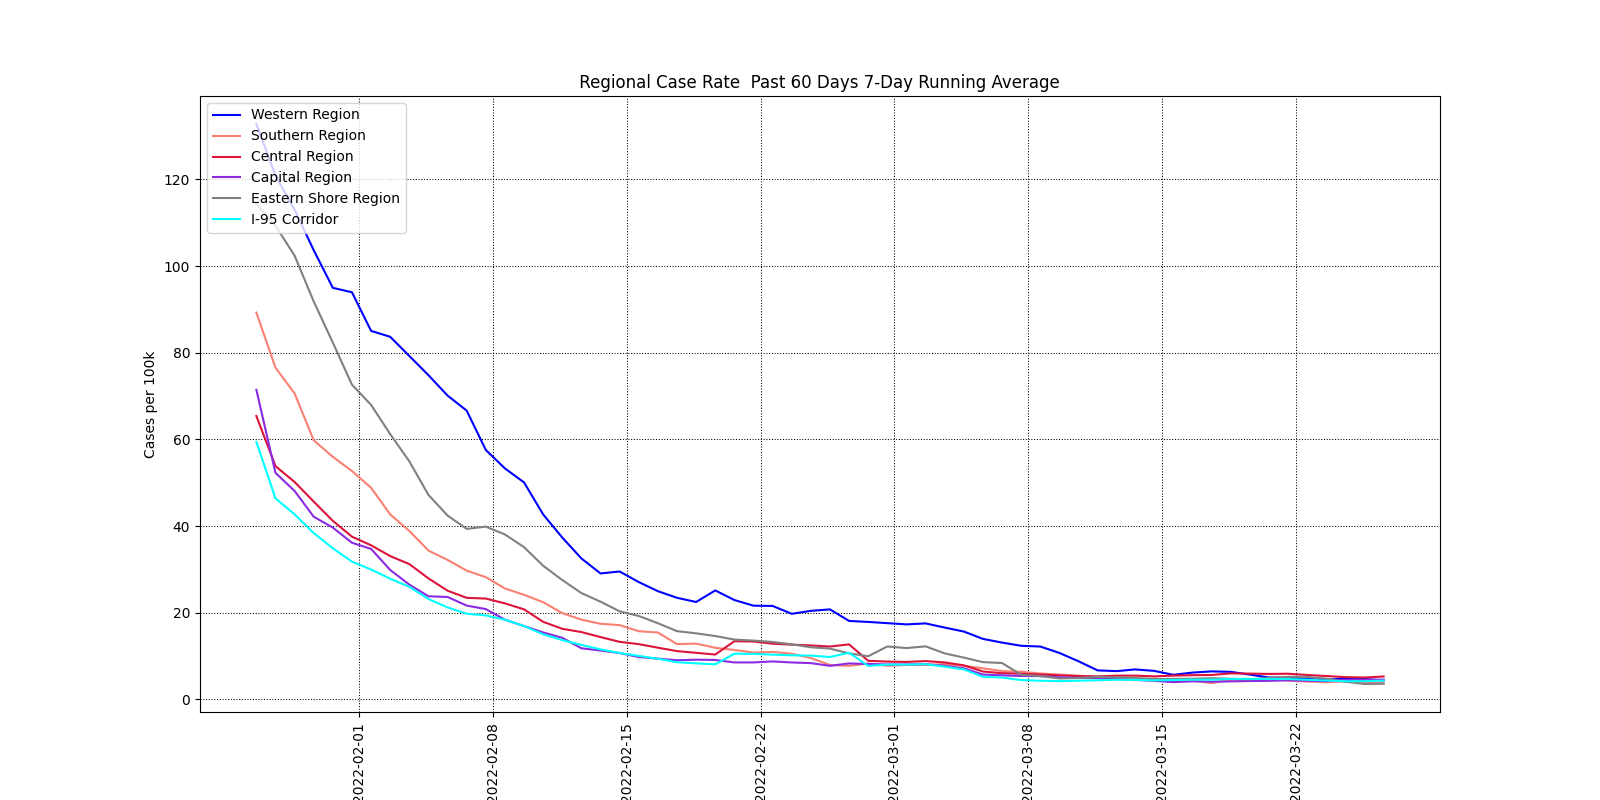 Regional Case Rate  Past 60 Days 7-Day Running Average
Western Region
Southern Region
Central Region
Capital Region
Eastern Shore Region
I-95 Corridor
Cases per 100k
120
100
80
60
40
20
0
2022-02-01
2022-02-08
2022-02-15
2022-02-22
2022-03-01
2022-03-08
2022-03-15
2022-03-22